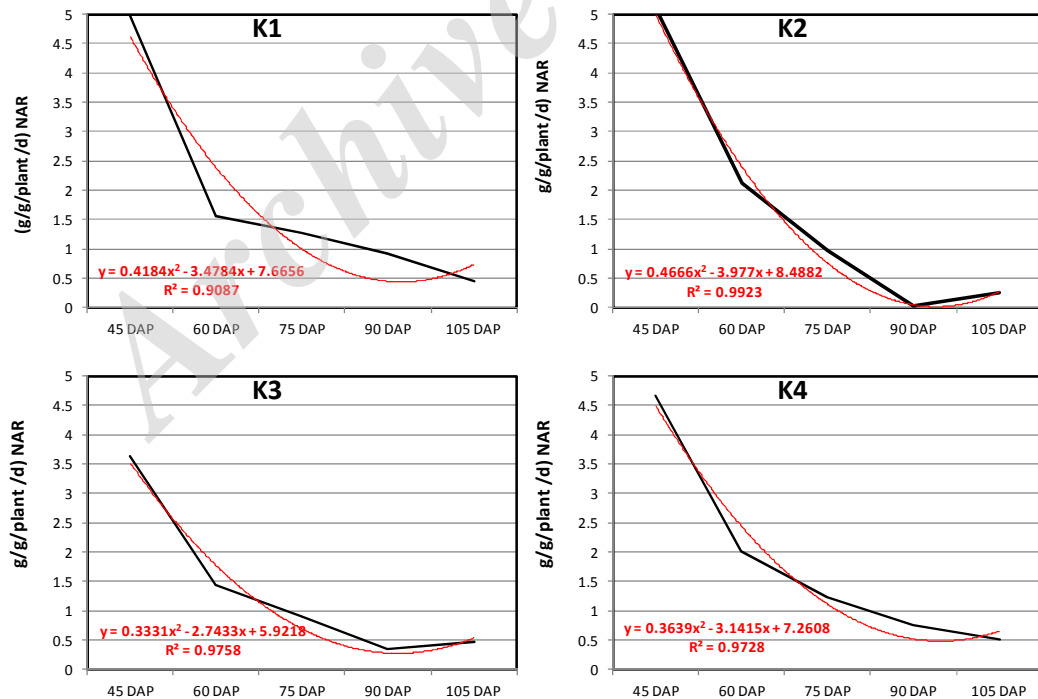 K1
(g/g/plant /d) NAR
5
4.5
4
3.5
3
2.5
2
1.5
1
0.5
0
y = 0.4184x² - 3.4784x + 7.6656
R² = 0.9087
45 DAP 60 DAP 75 DAP 90 DAP 105 DAP
K2
g/g/plant/d) NAR
5
4.5
4
3.5
3
2.5
2
1.5
1
0.5
0
y = 0.4666x² - 3.977x + 8.4882
R² = 0.9923
45 DAP 60 DAP 75 DAP 90 DAP 105 DAP
K3
g/g/plant /d) NAR
5
4.5
4
3.5
3
2.5
2
1.5
1
0.5
0
y = 0.3331x² - 2.7433x + 5.9218
R² = 0.9758
45 DAP 60 DAP 75 DAP 90 DAP 105 DAP
K4
g/g/plant /d) NAR
5
4.5
4
3.5
3
2.5
2
1.5
1
0.5
0
y = 0.3639x² - 3.1415x + 7.2608
R² = 0.9728
45 DAP 60 DAP 75 DAP 90 DAP 105 DAP
Archive